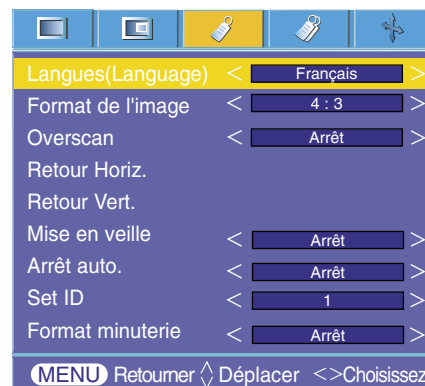 Langues(Language) < Français >
Format de l'image < 4 : 3 >
Overscan < Arrêt >
Retour Horiz.
Retour Vert.
Mise en veille < Arrêt >
Arrêt auto. < Arrêt >
Set ID < 1 >
Format minuterie < Arrêt >
MENU Retourner Déplacer <>Choisissez